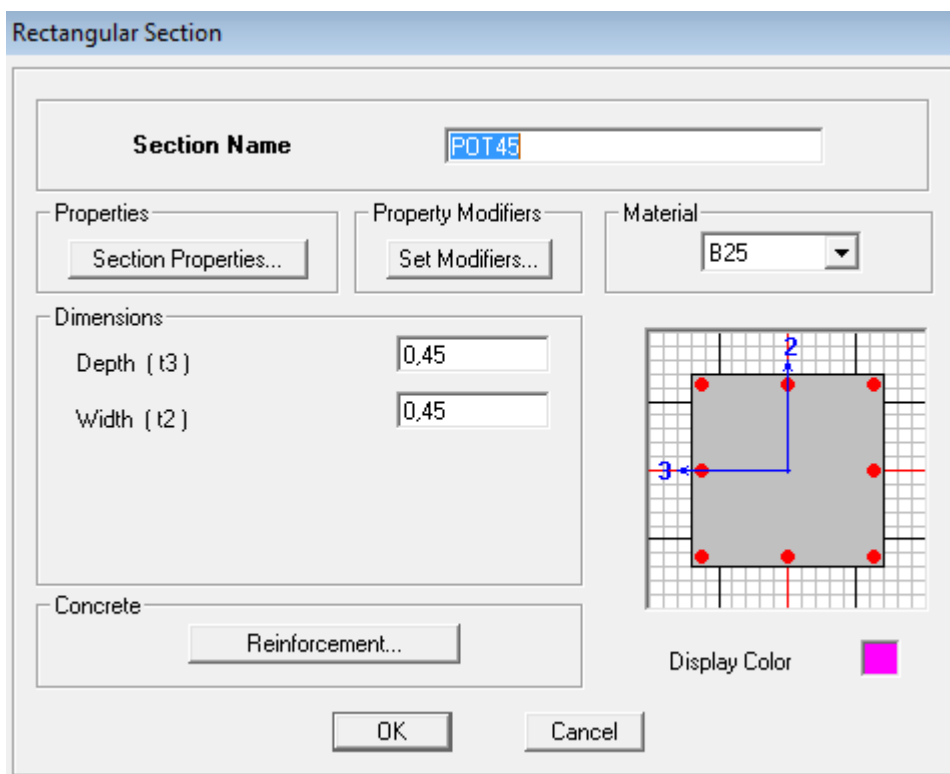 Rectangular Section
Section Name POT45
Properties
Section Properties...
Property Modifiers
Set Modifiers...
Material
B25
Dimensions
Depth ( t3 ) 0,45
Width ( t2 ) 0,45
2
3
Concrete
Reinforcement...
Display Color
OK
Cancel